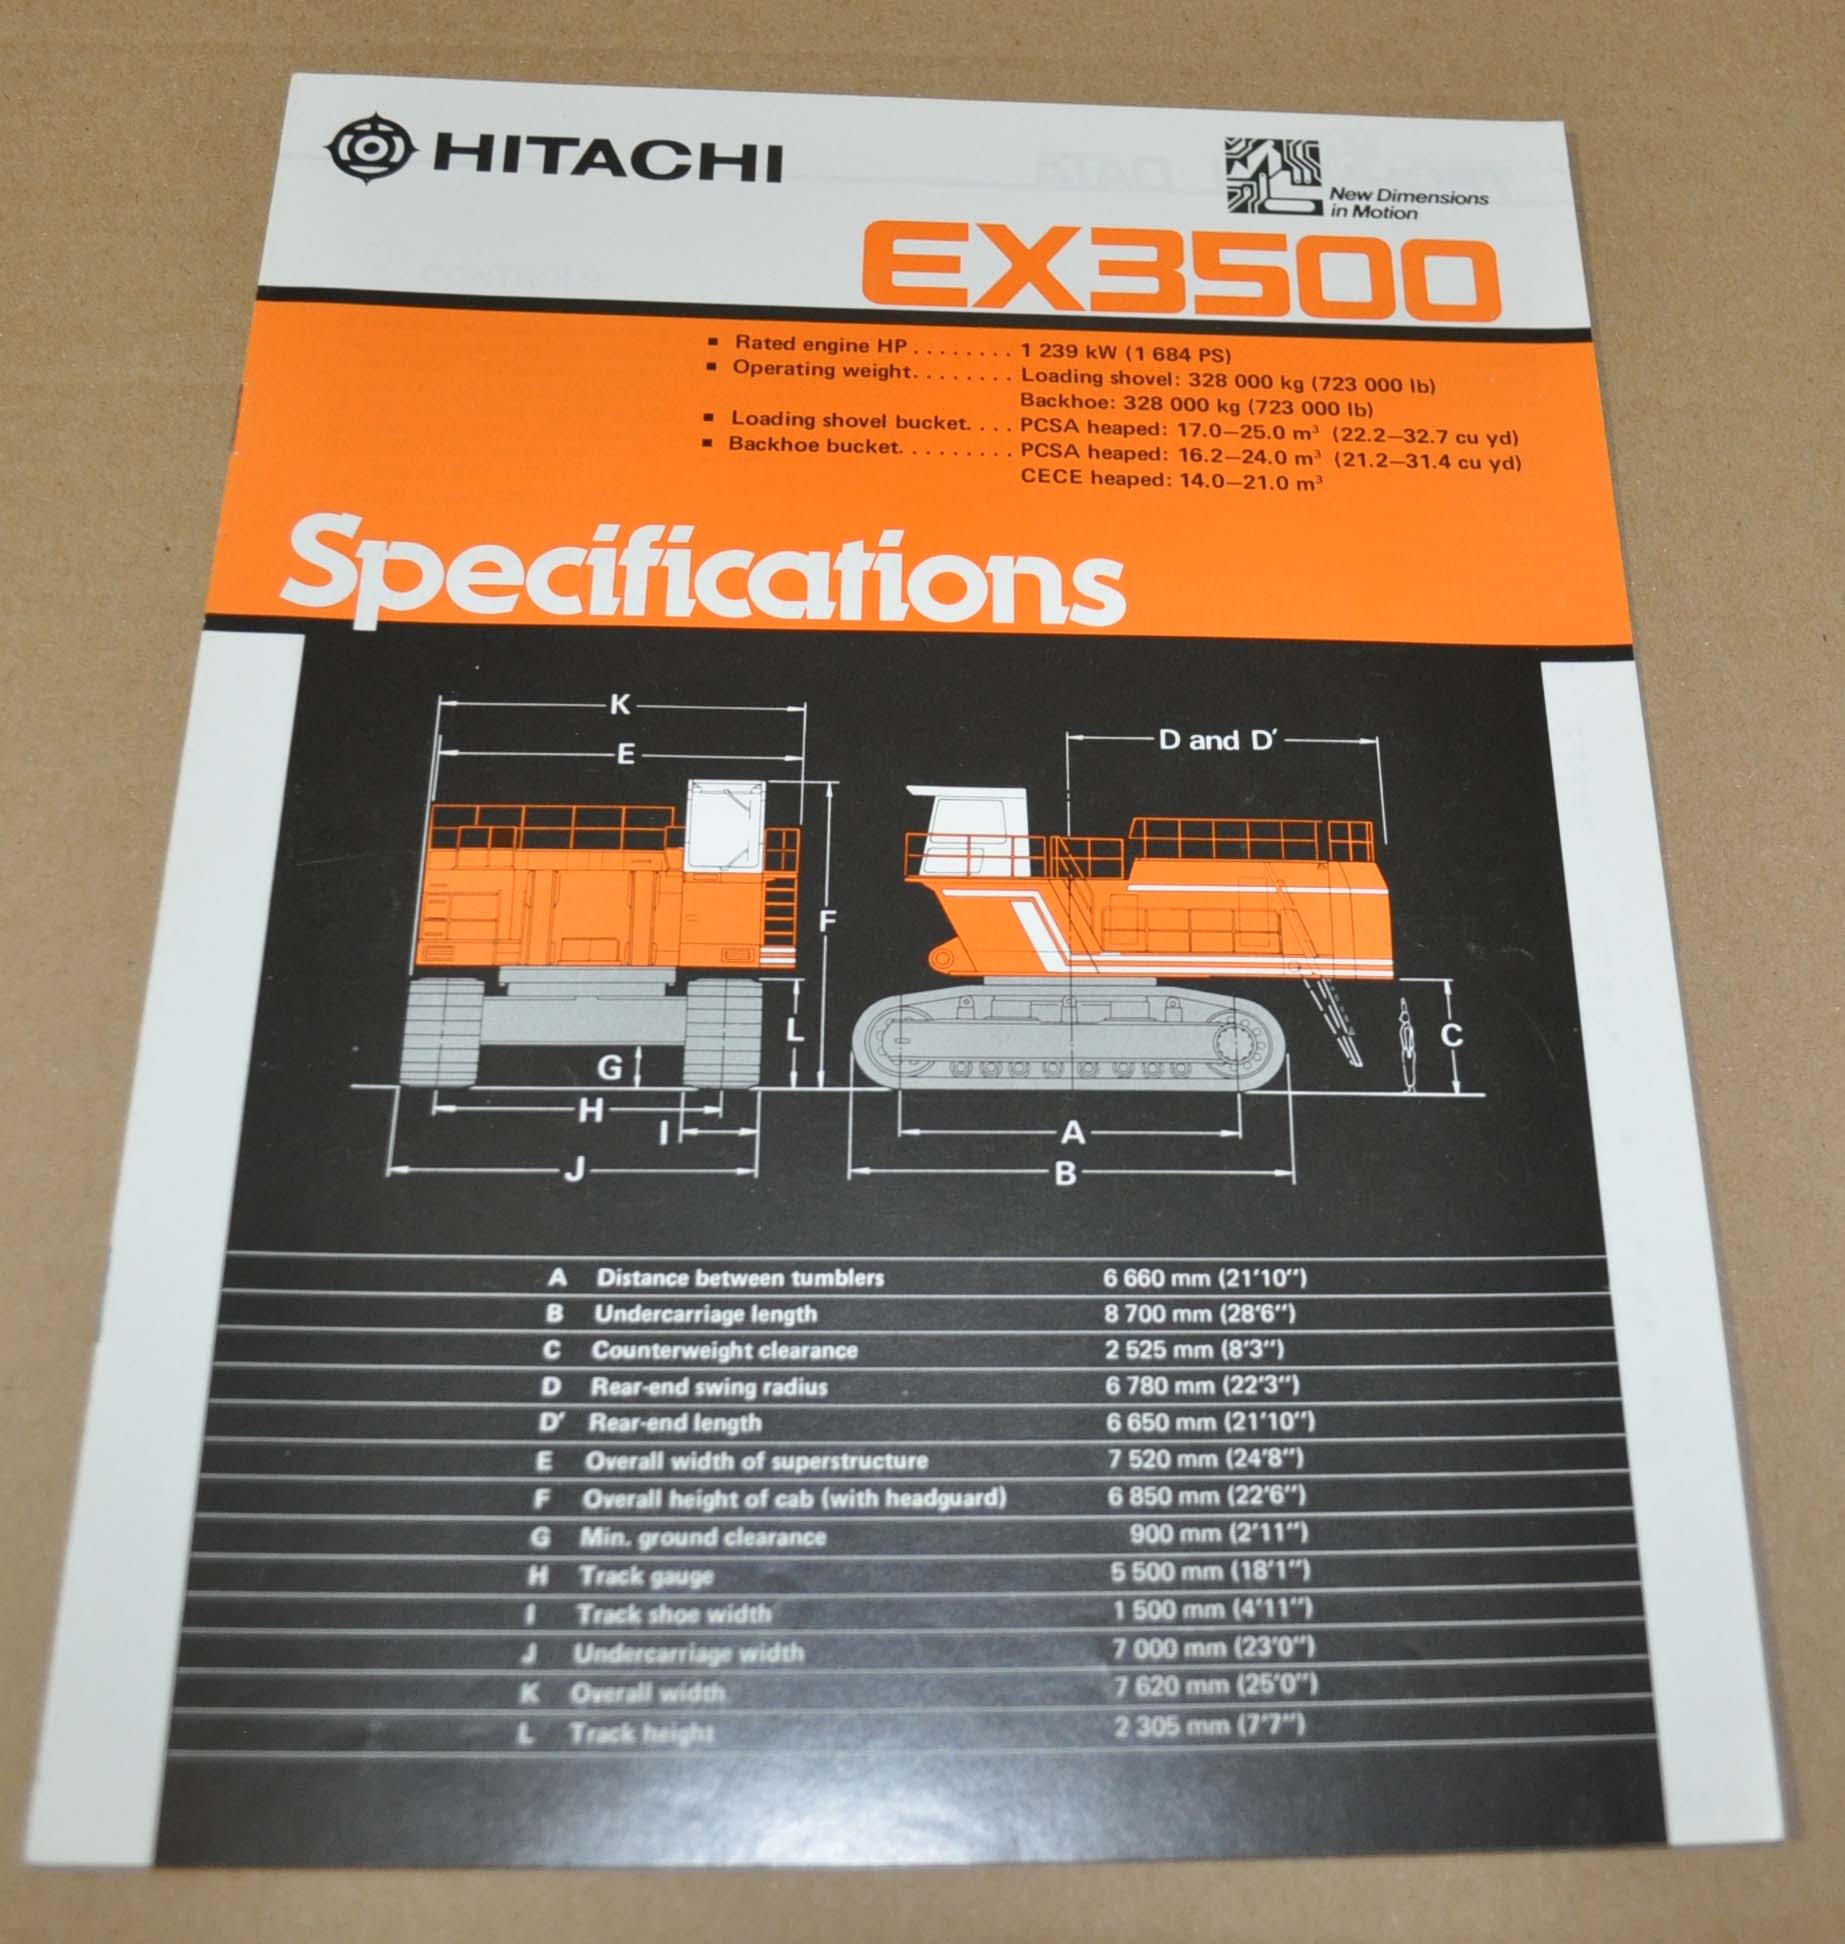 HITACHI
New Dimensions
in Motion
EX3500
▪ Rated engine HP ........ 1 239 kW (1 684 PS)
▪ Operating weight........ Loading shovel: 328 000 kg (723 000 lb)
Backhoe: 328 000 kg (723 000 lb)
▪ Loading shovel bucket.... PCSA heaped: 17.0–25.0 m³ (22.2–32.7 cu yd)
▪ Backhoe bucket......... PCSA heaped: 16.2–24.0 m³ (21.2–31.4 cu yd)
CECE heaped: 14.0–21.0 m³
Specifications
K
D and D′
E
F
L
C
G
H
I
A
J
B
A Distance between tumblers 6 660 mm (21′10″)
B Undercarriage length 8 700 mm (28′6″)
C Counterweight clearance 2 525 mm (8′3″)
D Rear-end swing radius 6 780 mm (22′3″)
D′ Rear-end length 6 650 mm (21′10″)
E Overall width of superstructure 7 520 mm (24′8″)
F Overall height of cab (with headguard) 6 850 mm (22′6″)
G Min. ground clearance 900 mm (2′11″)
H Track gauge 5 500 mm (18′1″)
I Track shoe width 1 500 mm (4′11″)
J Undercarriage width 7 000 mm (23′0″)
K Overall width 7 620 mm (25′0″)
L Track height 2 305 mm (7′7″)